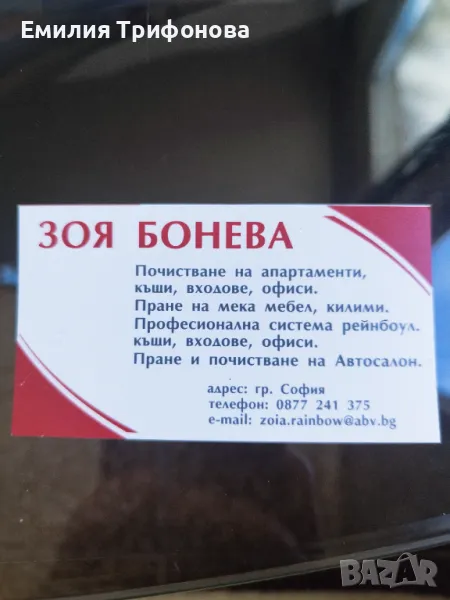 Емилия Трифонова
ЗОЯ БОНЕВА
Почистване на апартаменти,
къщи, входове, офиси.
Пране на мека мебел, килими.
Професионална система рейнбоул.
къщи, входове, офиси.
Пране и почистване на Автосалон.
адрес: гр. София
телефон: 0877 241 375
e-mail: zoia.rainbow@abv.bg
BAZAR